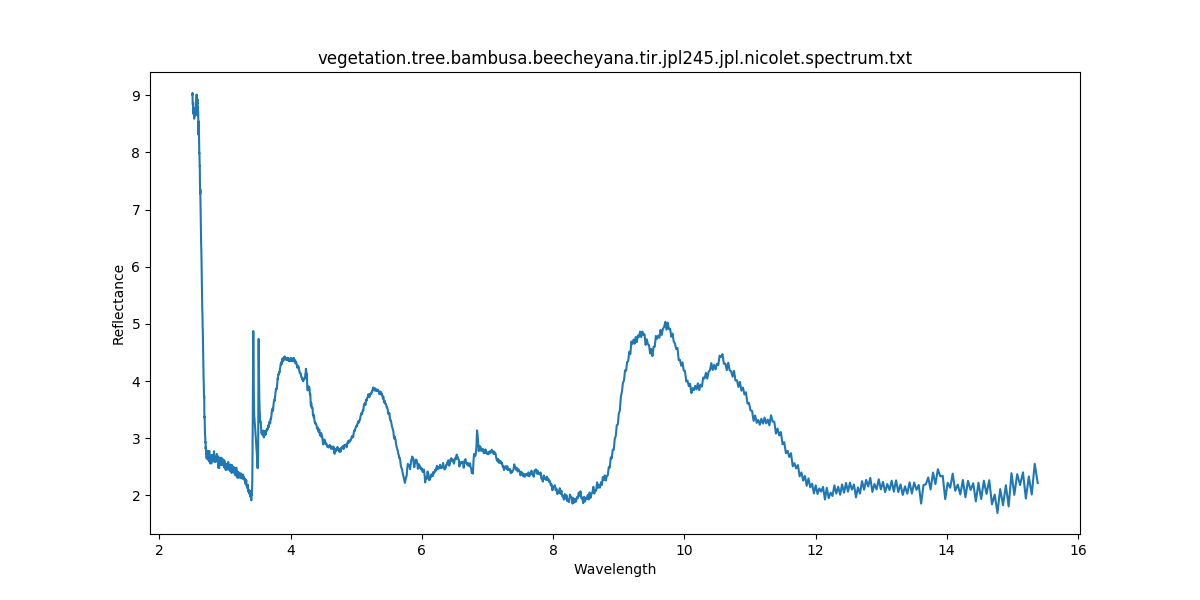 vegetation.tree.bambusa.beecheyana.tir.jpl245.jpl.nicolet.spectrum.txt
9
8
7
6
5
4
3
2
Reflectance
2 4 6 8 10 12 14 16
Wavelength